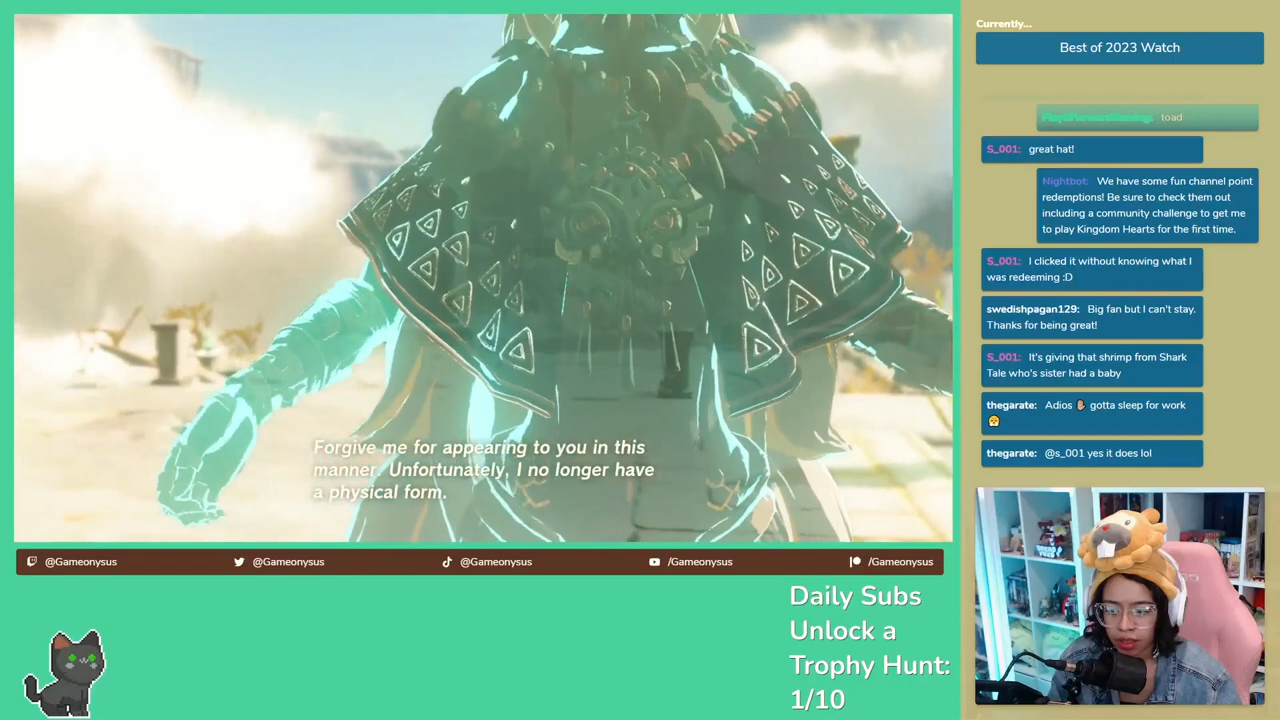 Currently...
Best of 2023 Watch
toad
S_001: great hat!
Nightbot: We have some fun channel point
redemptions! Be sure to check them out
including a community challenge to get me
to play Kingdom Hearts for the first time.
S_001: I clicked it without knowing what I
was redeeming :D
swedishpagan129: Big fan but I can't stay.
Thanks for being great!
S_001: It's giving that shrimp from Shark
Tale who's sister had a baby
thegarate: Adios ✋🏽 gotta sleep for work
😤
thegarate: @s_001 yes it does lol
Forgive me for appearing to you in this
manner. Unfortunately, I no longer have
a physical form.
@Gameonysus @Gameonysus @Gameonysus /Gameonysus /Gameonysus
Daily Subs
Unlock a
Trophy Hunt:
1/10